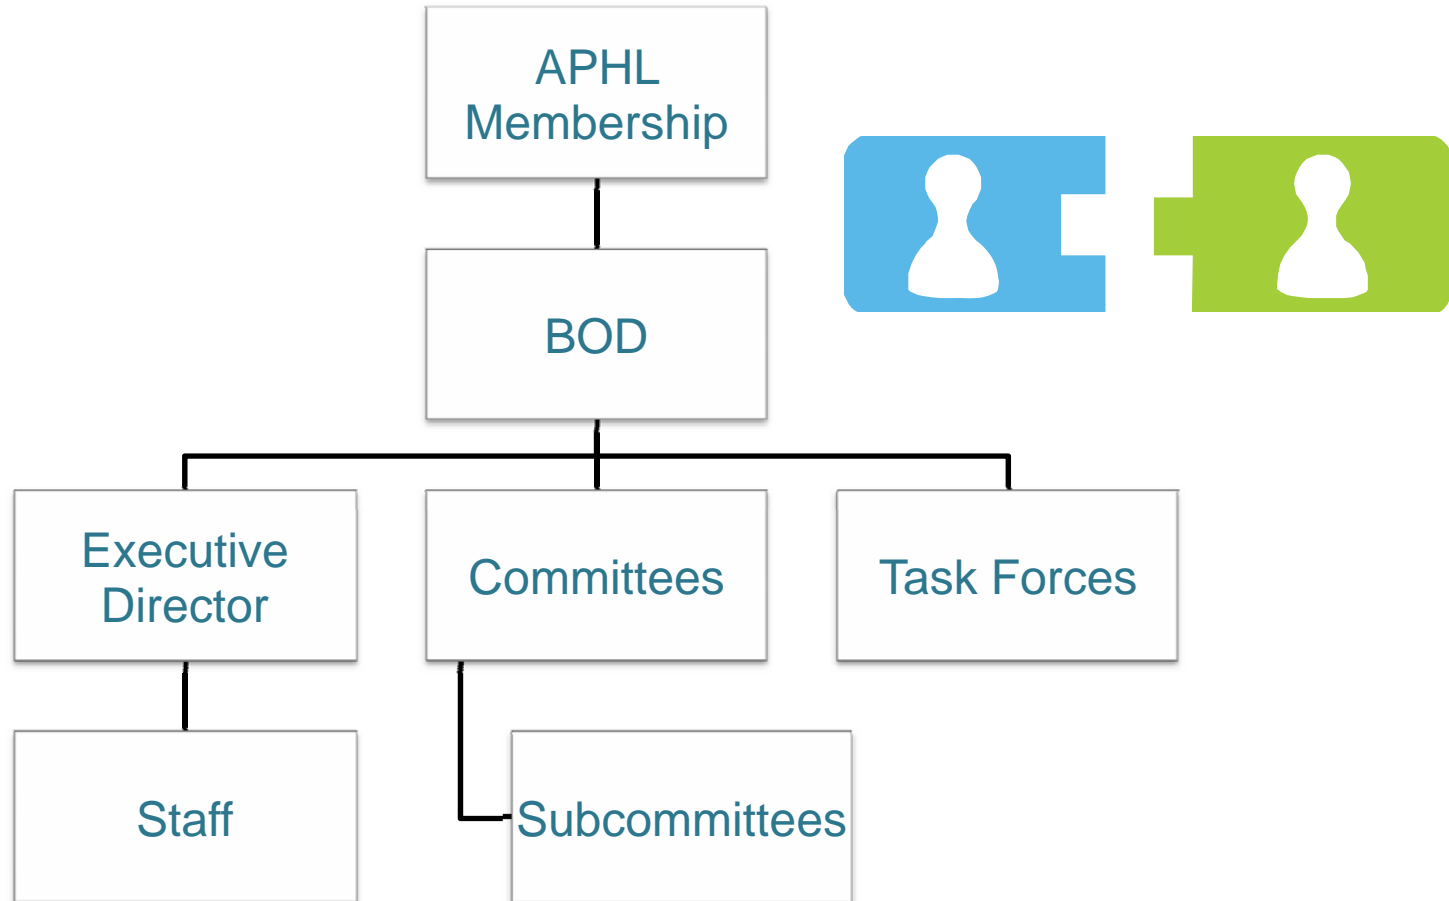 APHL
Membership
BOD
Executive
Director
Committees
Task Forces
Staff
Subcommittees